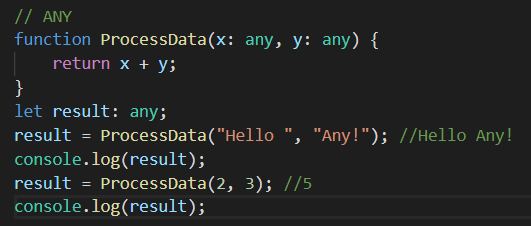 // ANY
function ProcessData(x: any, y: any) {
    return x + y;
}
let result: any;
result = ProcessData("Hello ", "Any!"); //Hello Any!
console.log(result);
result = ProcessData(2, 3); //5
console.log(result);